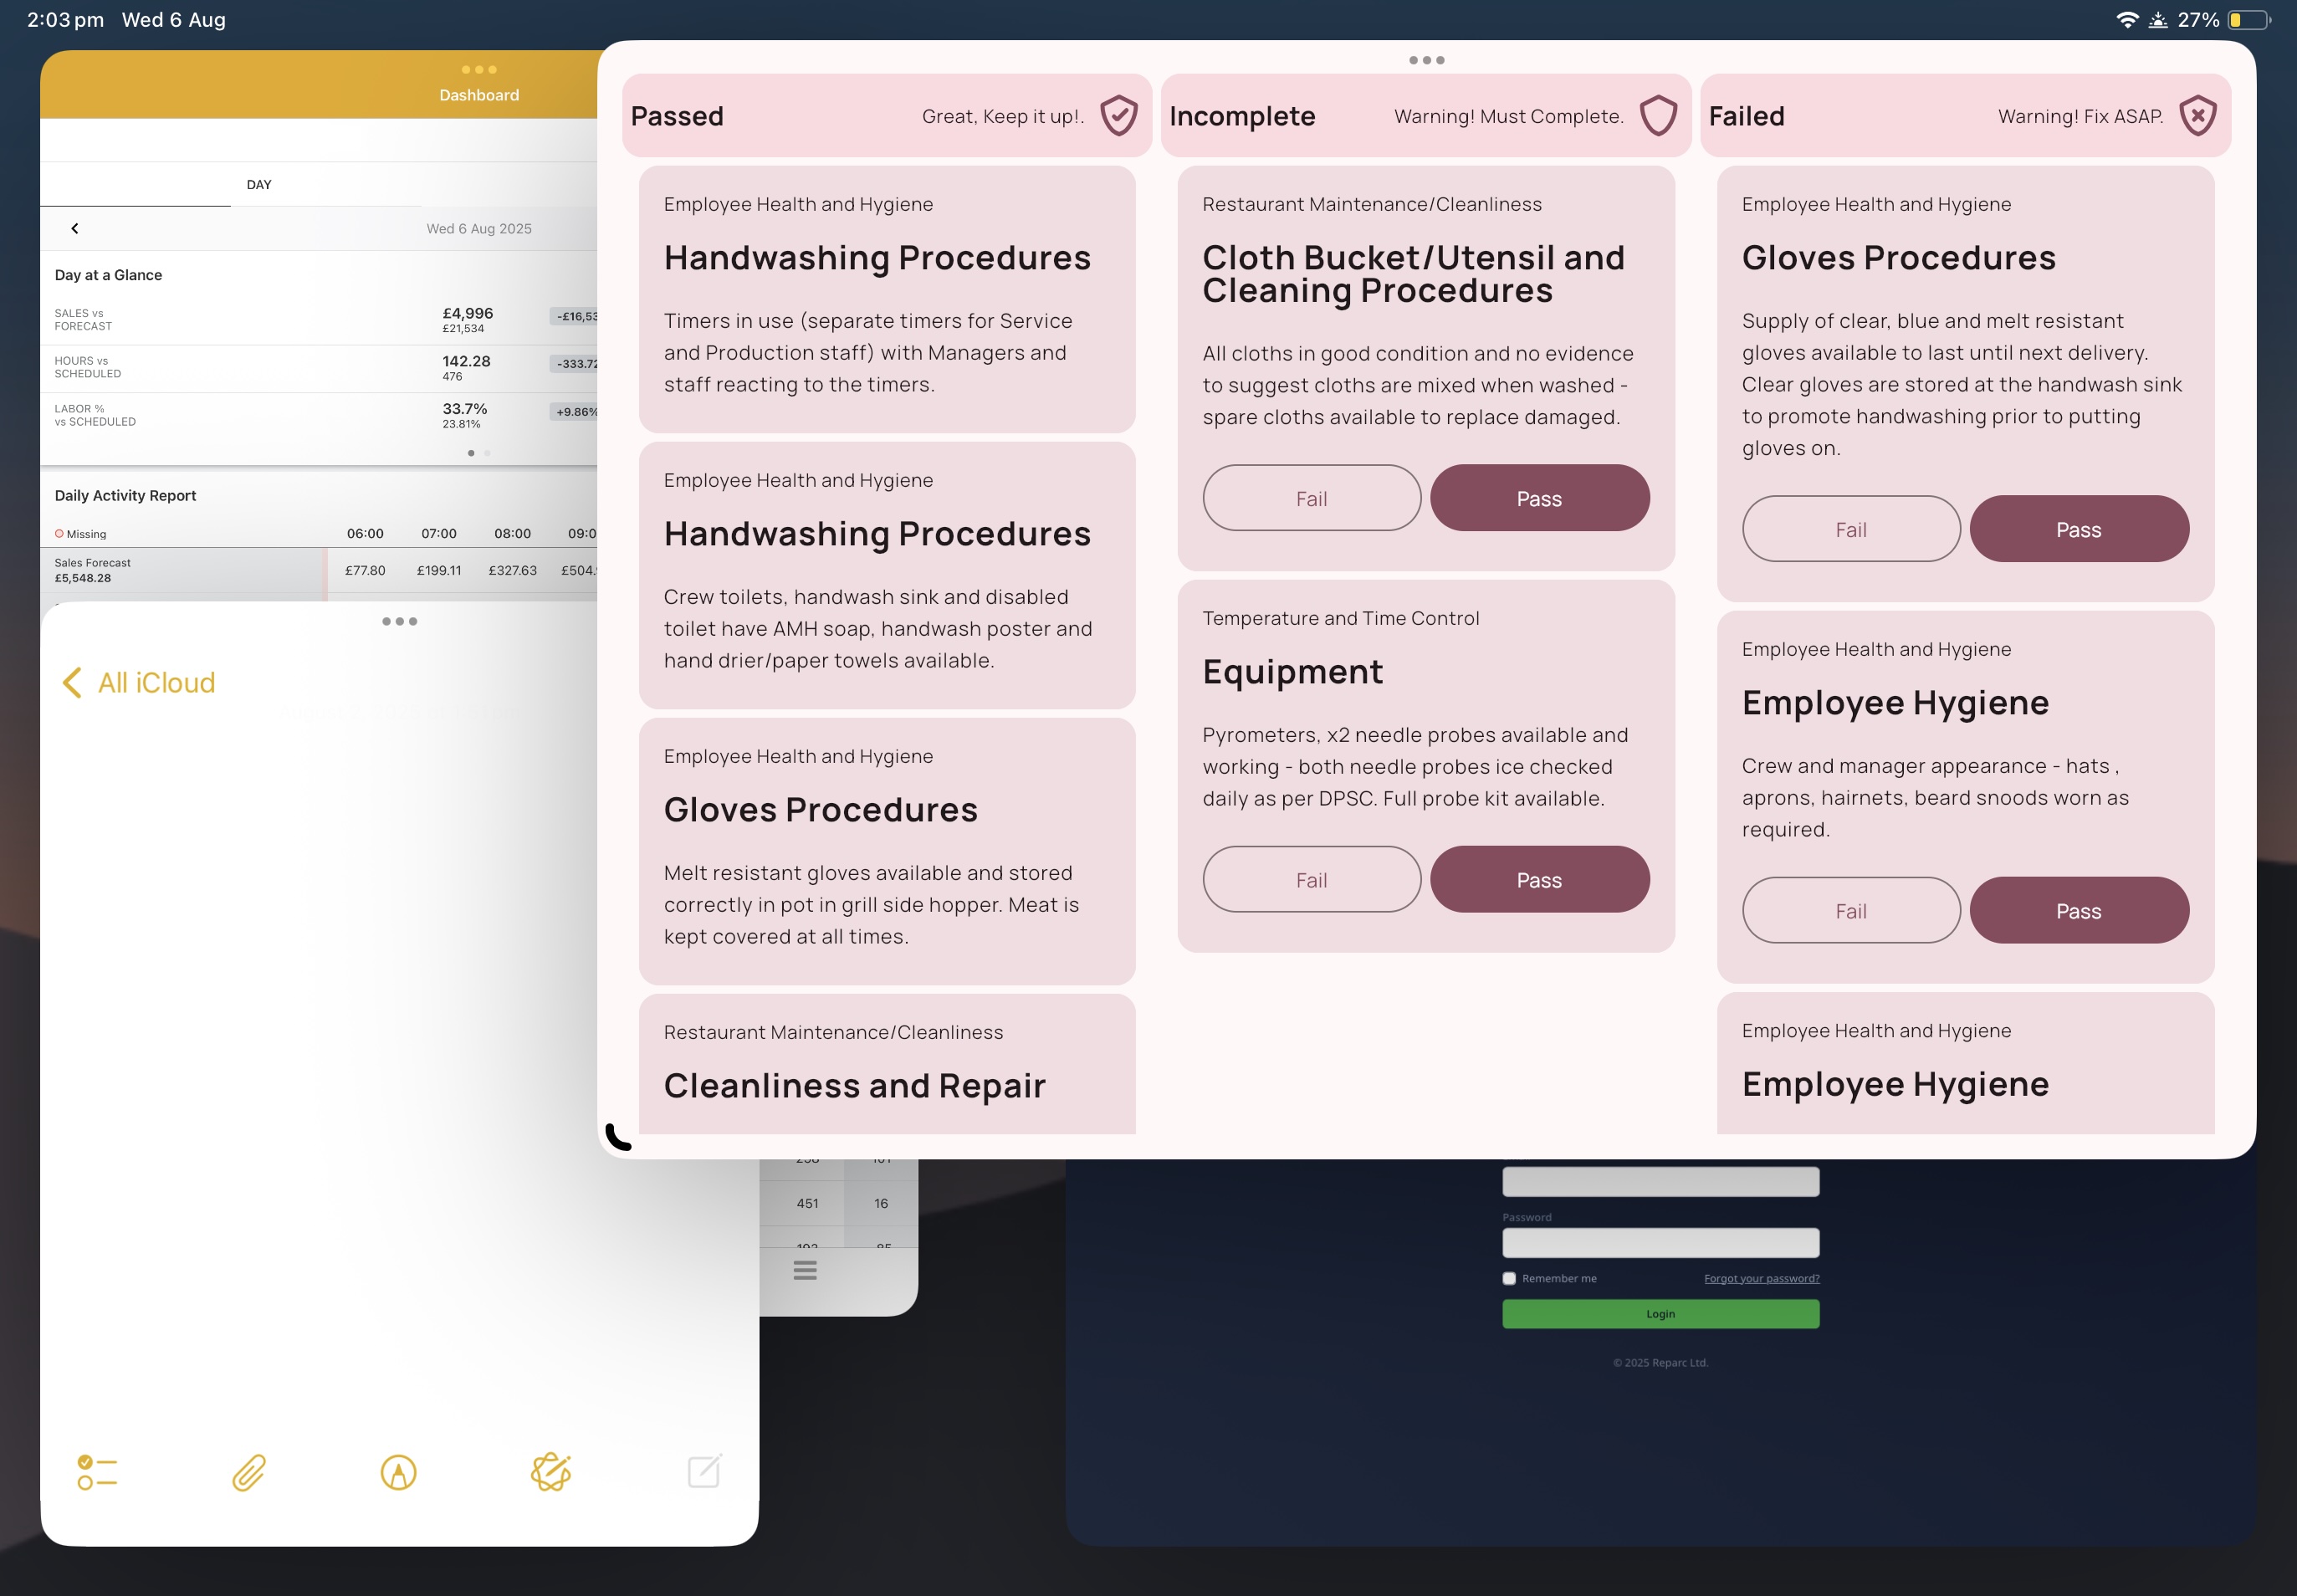 2:03 pm Wed 6 Aug
27%
Dashboard
DAY
Wed 6 Aug 2025
Day at a Glance
SALES vs
FORECAST
£4,996
£21,534
HOURS vs
SCHEDULED
142.28
476
-333.72
LABOR %
vs SCHEDULED
33.7%
23.81%
+9.86%
Daily Activity Report
Missing
06:00 07:00 08:00
Sales Forecast
£5,548.28
£77.80 £199.11 £327.63
All iCloud
Passed
Great, Keep it up!.
Employee Health and Hygiene
Handwashing Procedures
Timers in use (separate timers for Service
and Production staff) with Managers and
staff reacting to the timers.
Employee Health and Hygiene
Handwashing Procedures
Crew toilets, handwash sink and disabled
toilet have AMH soap, handwash poster and
hand drier/paper towels available.
Employee Health and Hygiene
Gloves Procedures
Melt resistant gloves available and stored
correctly in pot in grill side hopper. Meat is
kept covered at all times.
Restaurant Maintenance/Cleanliness
Cleanliness and Repair
Incomplete
Warning! Must Complete.
Restaurant Maintenance/Cleanliness
Cloth Bucket/Utensil and
Cleaning Procedures
All cloths in good condition and no evidence
to suggest cloths are mixed when washed -
spare cloths available to replace damaged.
Fail Pass
Temperature and Time Control
Equipment
Pyrometers, x2 needle probes available and
working - both needle probes ice checked
daily as per DPSC. Full probe kit available.
Fail Pass
Failed
Warning! Fix ASAP.
Employee Health and Hygiene
Gloves Procedures
Supply of clear, blue and melt resistant
gloves available to last until next delivery.
Clear gloves are stored at the handwash sink
to promote handwashing prior to putting
gloves on.
Fail Pass
Employee Health and Hygiene
Employee Hygiene
Crew and manager appearance - hats ,
aprons, hairnets, beard snoods worn as
required.
Fail Pass
Employee Health and Hygiene
Employee Hygiene
451 16
Password
Remember me Forgot your password?
Login
© 2025 Reparc Ltd.